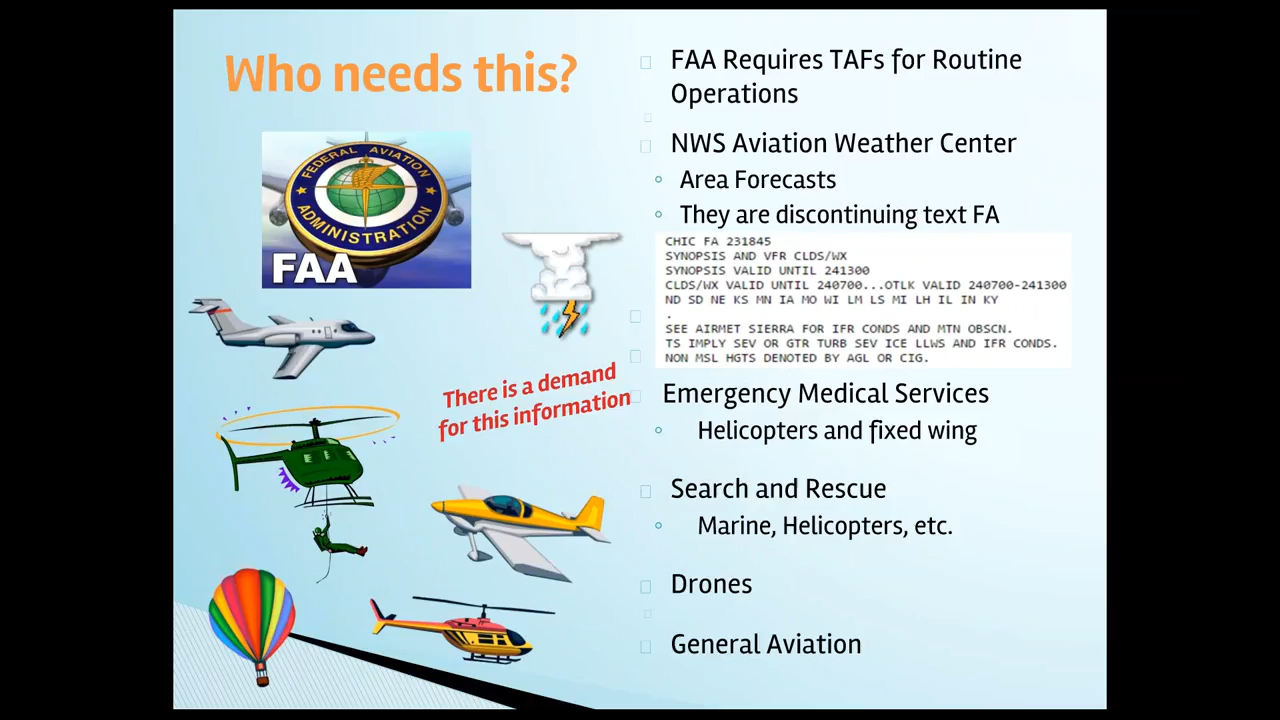 Who needs this?
FEDERAL AVIATION
ADMINISTRATION
FAA
There is a demand
for this information
FAA Requires TAFs for Routine
Operations
NWS Aviation Weather Center
Area Forecasts
They are discontinuing text FA
CHIC FA 231845
SYNOPSIS AND VFR CLDS/WX
SYNOPSIS VALID UNTIL 241300
CLDS/WX VALID UNTIL 240700...OTLK VALID 240700-241300
ND SD NE KS MN IA MO WI LM LS MI LH IL IN KY
.
SEE AIRMET SIERRA FOR IFR CONDS AND MTN OBSCN.
TS IMPLY SEV OR GTR TURB SEV ICE LLWS AND IFR CONDS.
NON MSL HGTS DENOTED BY AGL OR CIG.
Emergency Medical Services
Helicopters and fixed wing
Search and Rescue
Marine, Helicopters, etc.
Drones
General Aviation